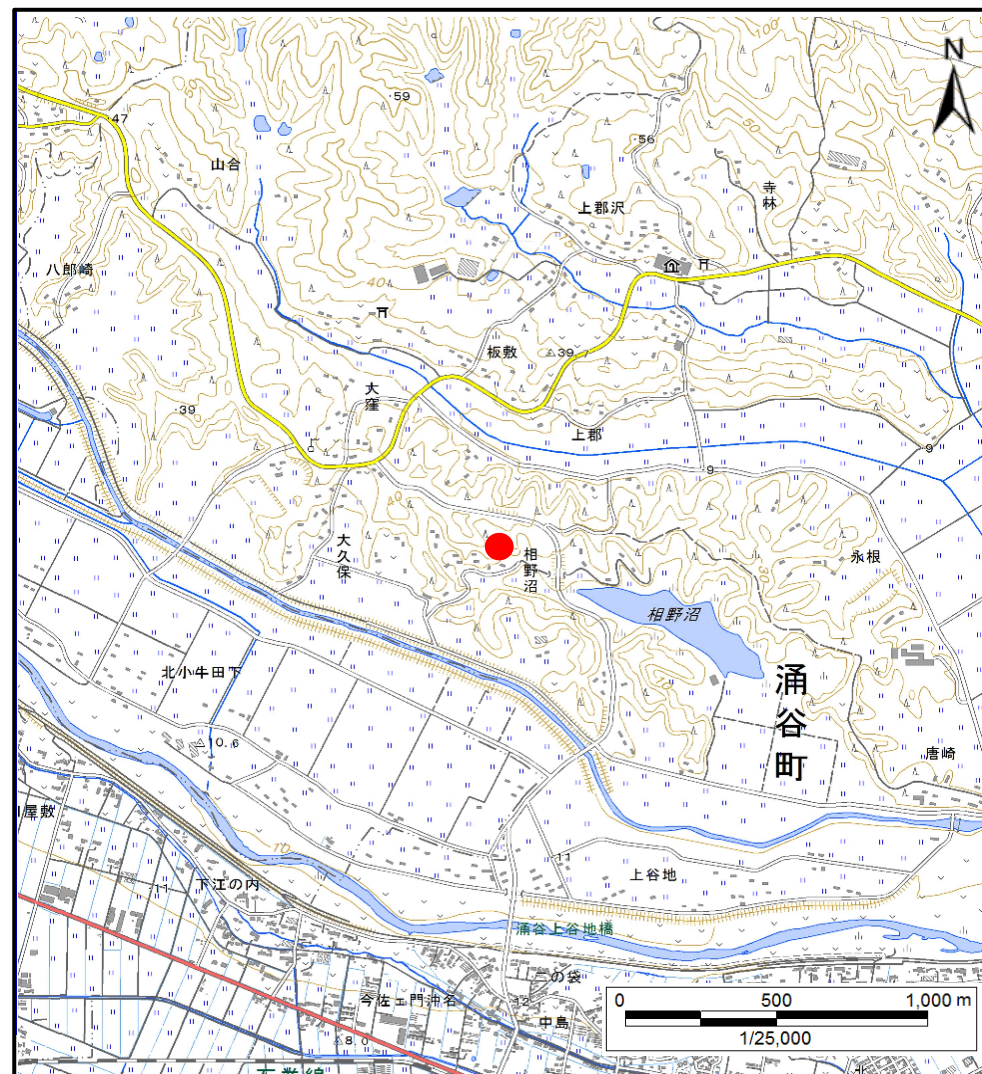 N
59
47
山合
56
寺林
上郡沢
八郎崎
40
板敷
39.7
大窪
39
上郡
9
9
40
大久保
相野沼
30
永根
相野沼
北小牛田下
涌谷町
10.6
唐崎
屋敷
10
11
上谷地
下江の内
11
涌谷上谷地橋
の袋
今佐ェ門沖名
12
中島
8.0
0 500 1,000 m
1/25,000